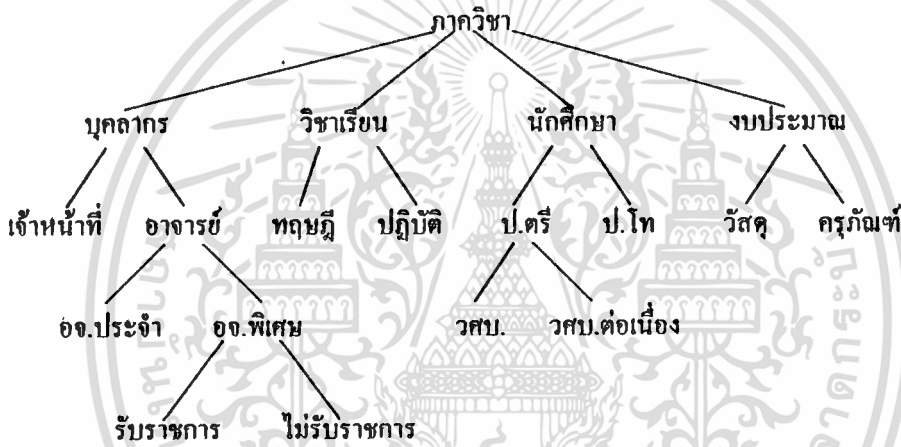 ภาควิชา
บุคลากร วิชาเรียน นักศึกษา งบประมาณ
เจ้าหน้าที่ อาจารย์ ทฤษฎี ปฏิบัติ ป.ตรี ป.โท วัสดุ ครุภัณฑ์
อจ.ประจำ อจ.พิเศษ วศบ. วศบ.ต่อเนื่อง
รับราชการ ไม่รับราชการ